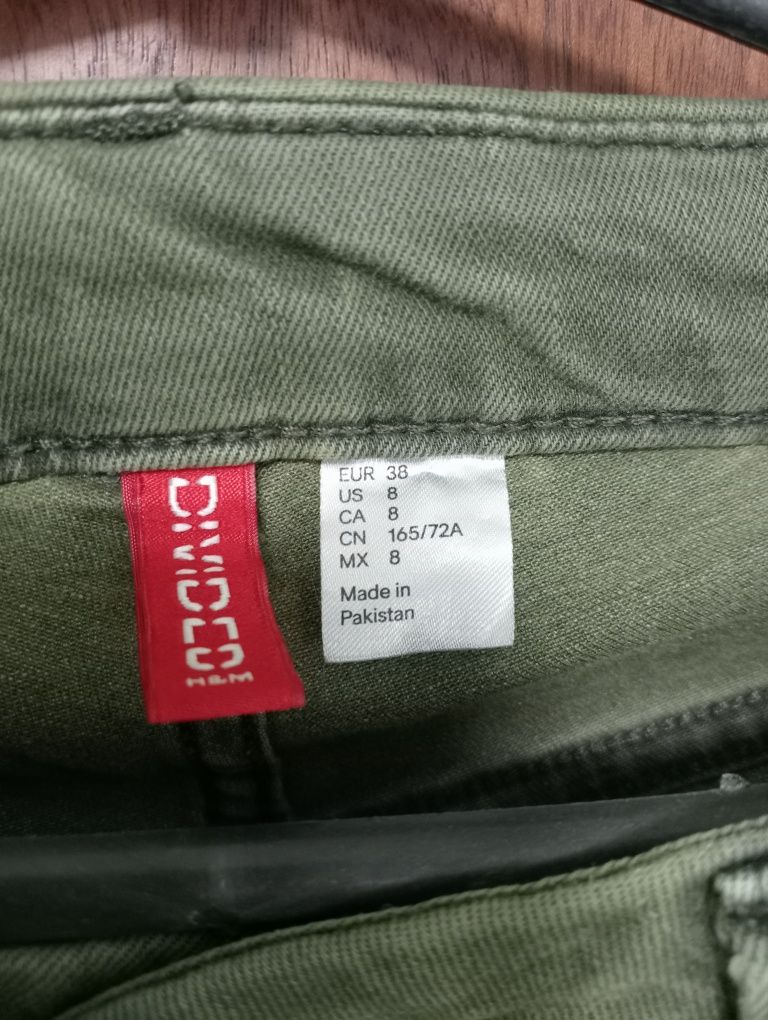 DIVIDED
H&M
EUR 38
US 8
CA 8
CN 165/72A
MX 8
Made in
Pakistan